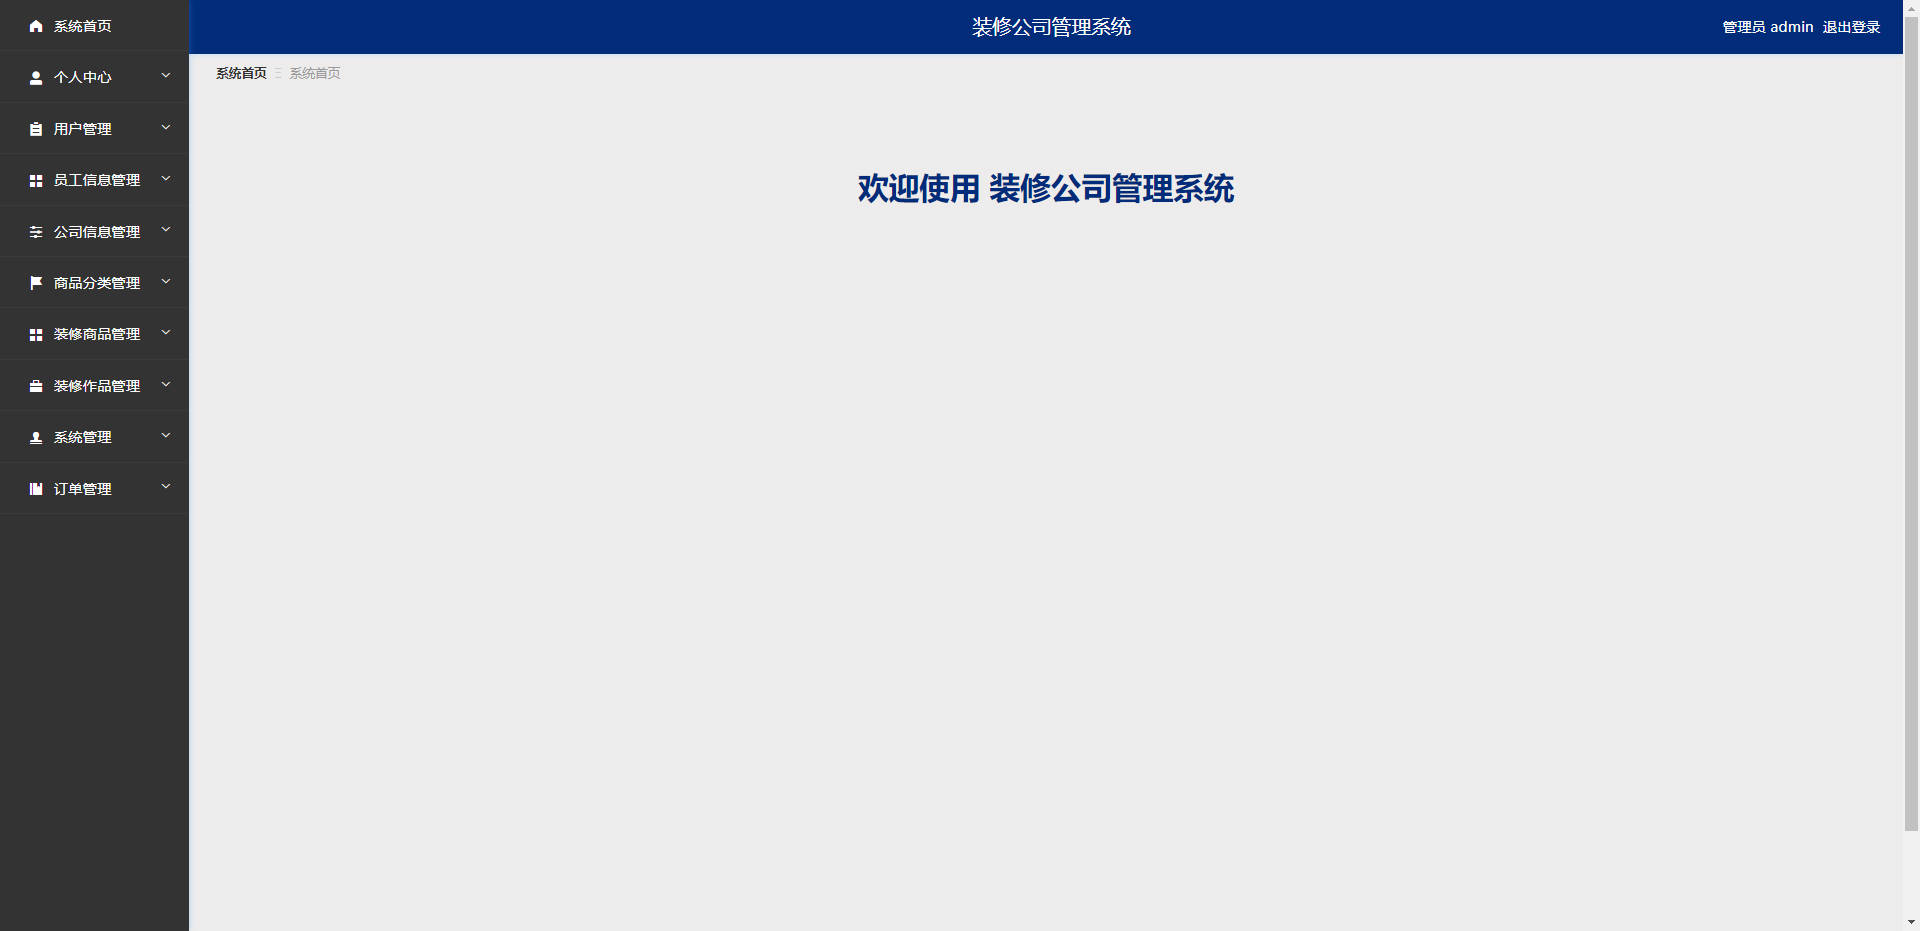 系统首页
个人中心
用户管理
员工信息管理
公司信息管理
商品分类管理
装修商品管理
装修作品管理
系统管理
订单管理
装修公司管理系统
管理员 admin 退出登录
系统首页 系统首页
欢迎使用 装修公司管理系统